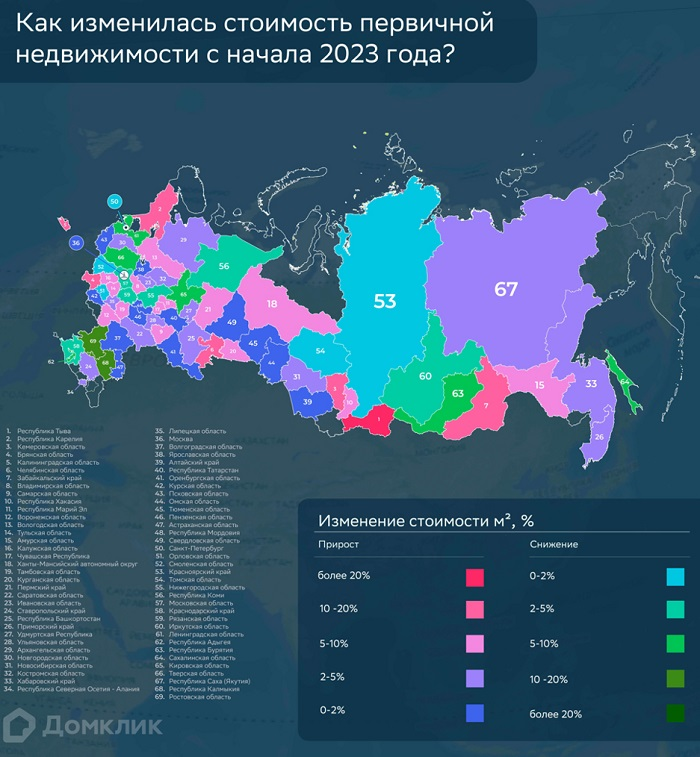 Как изменилась стоимость первичной
недвижимости с начала 2023 года?
50
36
56
53
67
18
49
45
54
44
31
39
60
63
7
15
33
26
64
62
34
1. Республика Тыва
2. Республика Карелия
3. Кемеровская область
4. Брянская область
5. Калининградская область
6. Челябинская область
7. Забайкальский край
8. Владимирская область
9. Самарская область
10. Республика Хакасия
11. Республика Марий Эл
12. Воронежская область
13. Вологодская область
14. Тульская область
15. Амурская область
16. Калужская область
17. Чувашская Республика
18. Ханты-Мансийский автономный округ
19. Тамбовская область
20. Курганская область
21. Пермский край
22. Саратовская область
23. Ивановская область
24. Ставропольский край
25. Республика Башкортостан
26. Приморский край
27. Удмуртская Республика
28. Ульяновская область
29. Архангельская область
30. Новгородская область
31. Новосибирская область
32. Костромская область
33. Хабаровский край
34. Республика Северная Осетия - Алания
35. Липецкая область
36. Москва
37. Волгоградская область
38. Ярославская область
39. Алтайский край
40. Республика Татарстан
41. Оренбургская область
42. Курская область
43. Псковская область
44. Омская область
45. Тюменская область
46. Пензенская область
47. Астраханская область
48. Республика Мордовия
49. Свердловская область
50. Санкт-Петербург
51. Орловская область
52. Смоленская область
53. Красноярский край
54. Томская область
55. Нижегородская область
56. Республика Коми
57. Московская область
58. Краснодарский край
59. Рязанская область
60. Иркутская область
61. Ленинградская область
62. Республика Адыгея
63. Республика Бурятия
64. Сахалинская область
65. Кировская область
66. Тверская область
67. Республика Саха (Якутия)
68. Республика Калмыкия
69. Ростовская область
Изменение стоимости м², %
Прирост Снижение
более 20% 0-2%
10 -20% 2-5%
5-10% 5-10%
2-5% 10 -20%
0-2% более 20%
Домклик